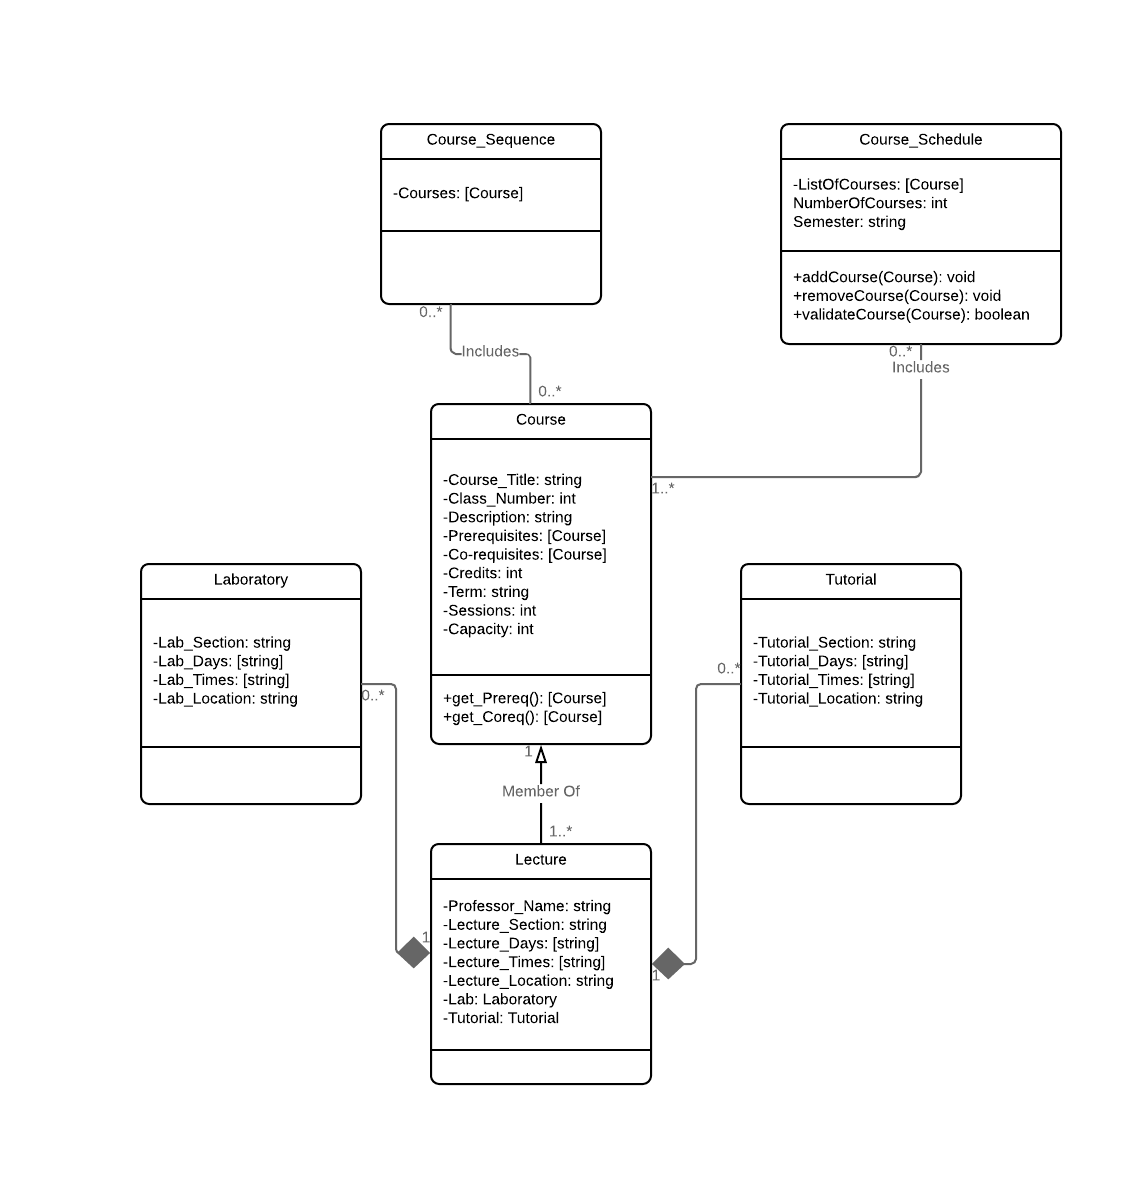 Course_Sequence
-Courses: [Course]
0..*
Includes
0..*
Course_Schedule
-ListOfCourses: [Course]
NumberOfCourses: int
Semester: string
+addCourse(Course): void
+removeCourse(Course): void
+validateCourse(Course): boolean
0..*
Includes
1..*
Course
-Course_Title: string
-Class_Number: int
-Description: string
-Prerequisites: [Course]
-Co-requisites: [Course]
-Credits: int
-Term: string
-Sessions: int
-Capacity: int
+get_Prereq(): [Course]
+get_Coreq(): [Course]
Laboratory
-Lab_Section: string
-Lab_Days: [string]
-Lab_Times: [string]
-Lab_Location: string
0..*
Tutorial
-Tutorial_Section: string
-Tutorial_Days: [string]
-Tutorial_Times: [string]
-Tutorial_Location: string
0..*
1
Member Of
1..*
Lecture
-Professor_Name: string
-Lecture_Section: string
-Lecture_Days: [string]
-Lecture_Times: [string]
-Lecture_Location: string
-Lab: Laboratory
-Tutorial: Tutorial
1
1